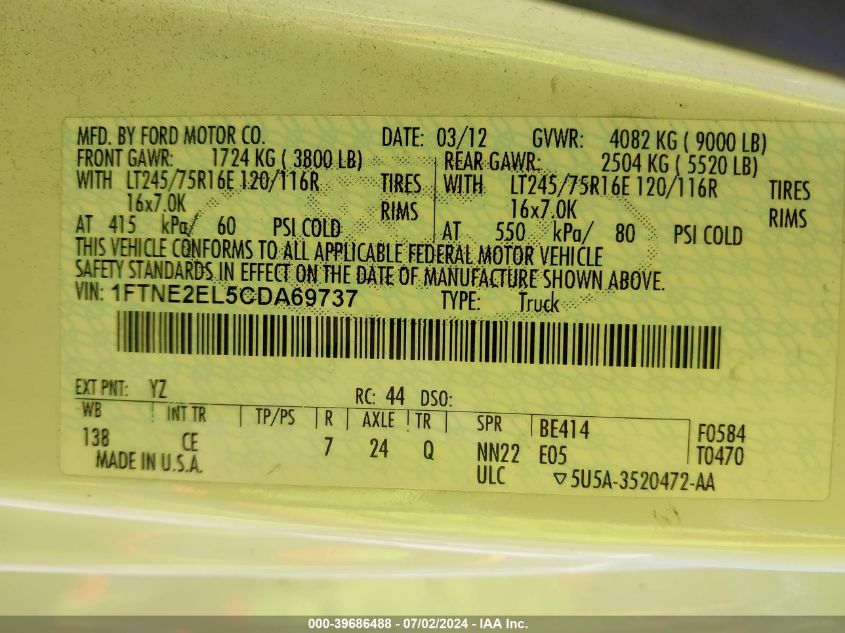 MFD. BY FORD MOTOR CO. DATE: 03/12 GVWR: 4082 KG ( 9000 LB)
FRONT GAWR: 1724 KG ( 3800 LB) REAR GAWR: 2504 KG ( 5520 LB)
WITH LT245/75R16E 120/116R TIRES WITH LT245/75R16E 120/116R TIRES
16x7.0K RIMS 16x7.0K RIMS
AT 415 kPa/ 60 PSI COLD AT 550 kPa/ 80 PSI COLD
THIS VEHICLE CONFORMS TO ALL APPLICABLE FEDERAL MOTOR VEHICLE
SAFETY STANDARDS IN EFFECT ON THE DATE OF MANUFACTURE SHOWN ABOVE.
VIN: 1FTNE2EL5CDA69737 TYPE: Truck
EXT PNT: YZ RC: 44 DSO:
WB INT TR TP/PS R AXLE TR SPR BE414 F0584
138 CE 7 24 Q NN22 E05 T0470
MADE IN U.S.A. ULC ▽5U5A-3520472-AA
000-39686488 - 07/02/2024 - IAA Inc.